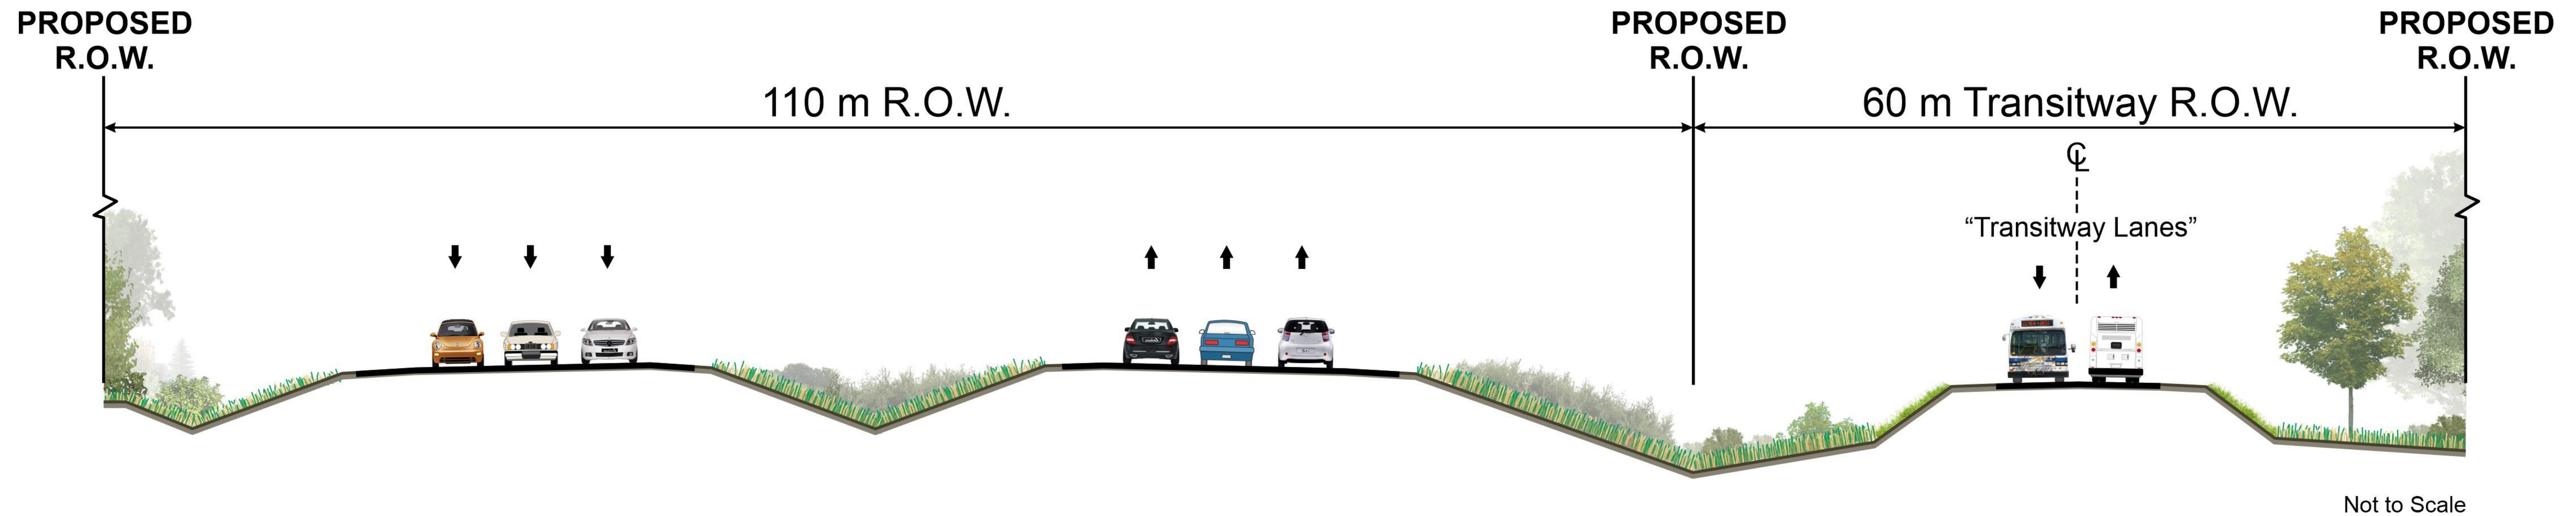 PROPOSED
R.O.W.
PROPOSED
R.O.W.
PROPOSED
R.O.W.
110 m R.O.W.
60 m Transitway R.O.W.
℄
“Transitway Lanes”
Not to Scale